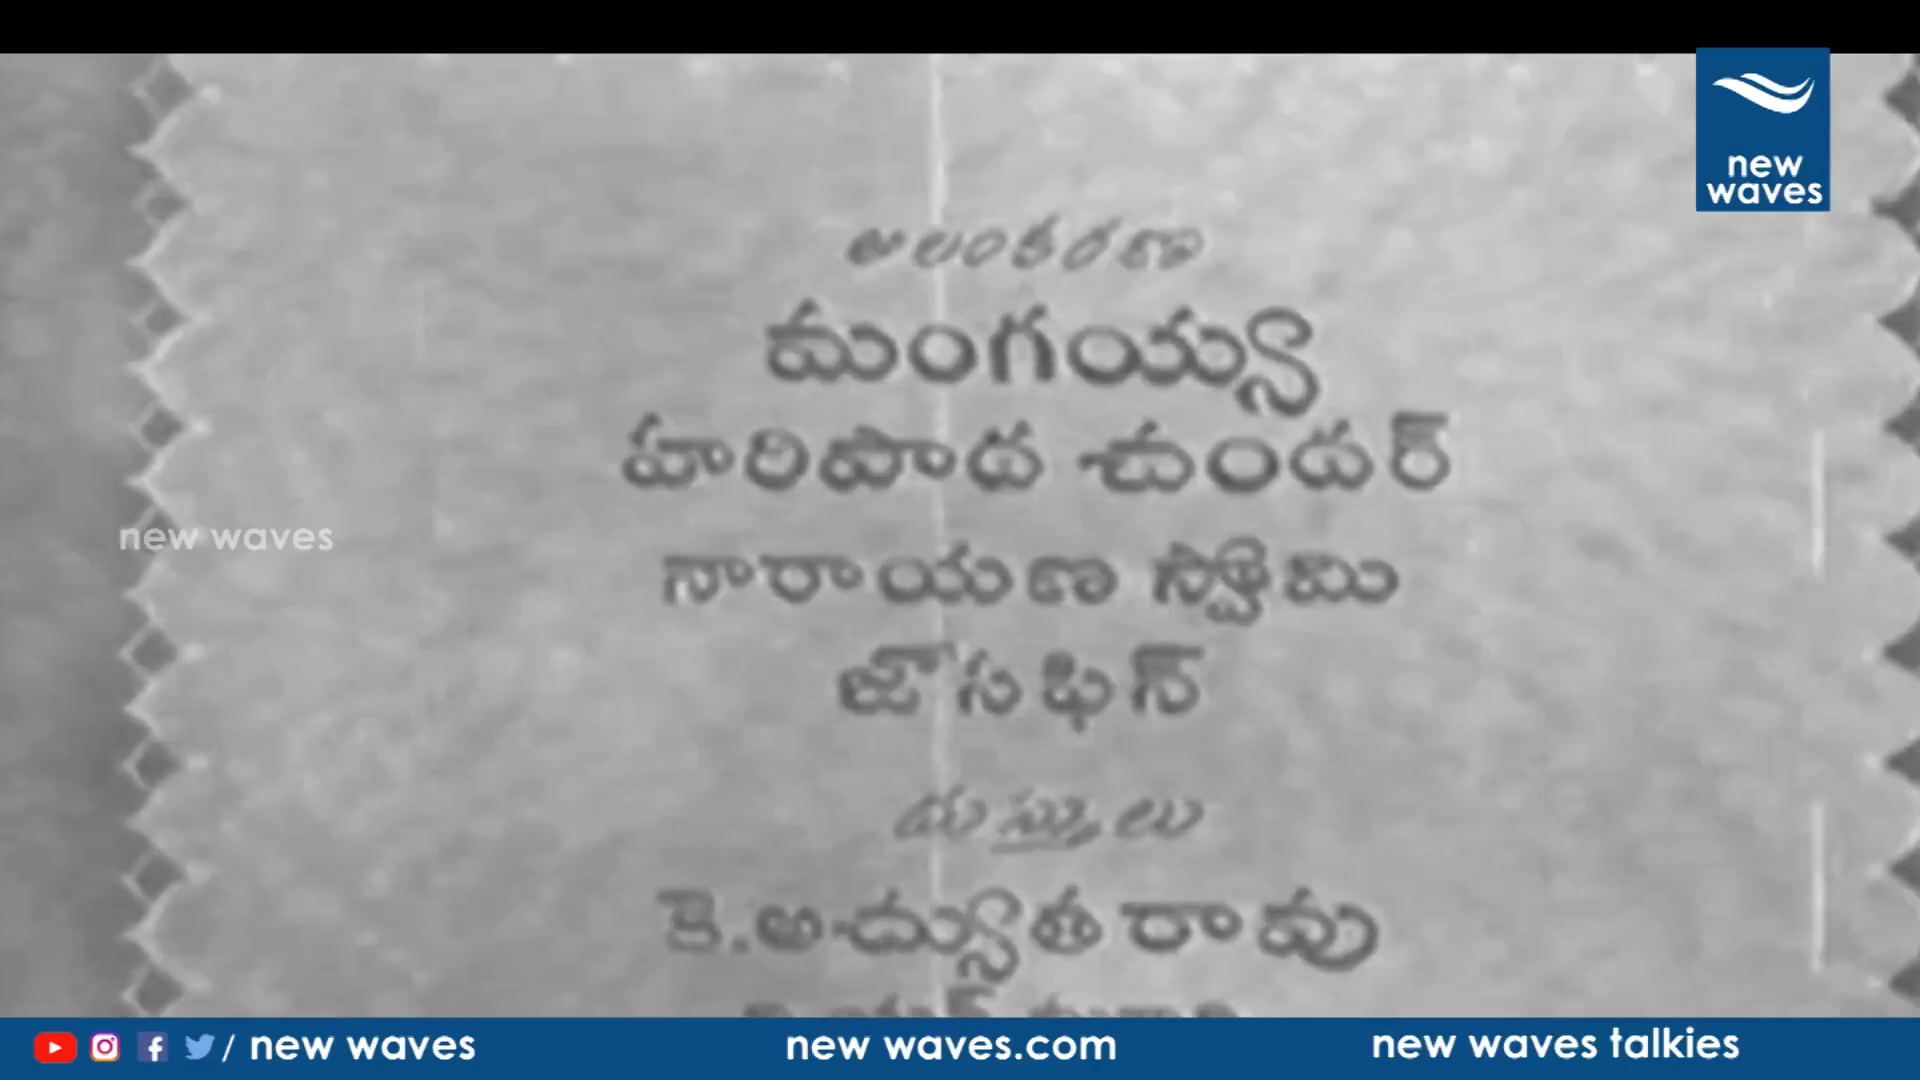 new
waves
అలంకరణ
మంగయ్య
హరిపాద చందర్
నారాయణ స్వామి
new waves
జోసఫిన్
దుస్తులు
కె.అచ్యుతరావు
/ new waves
new waves.com
new waves talkies